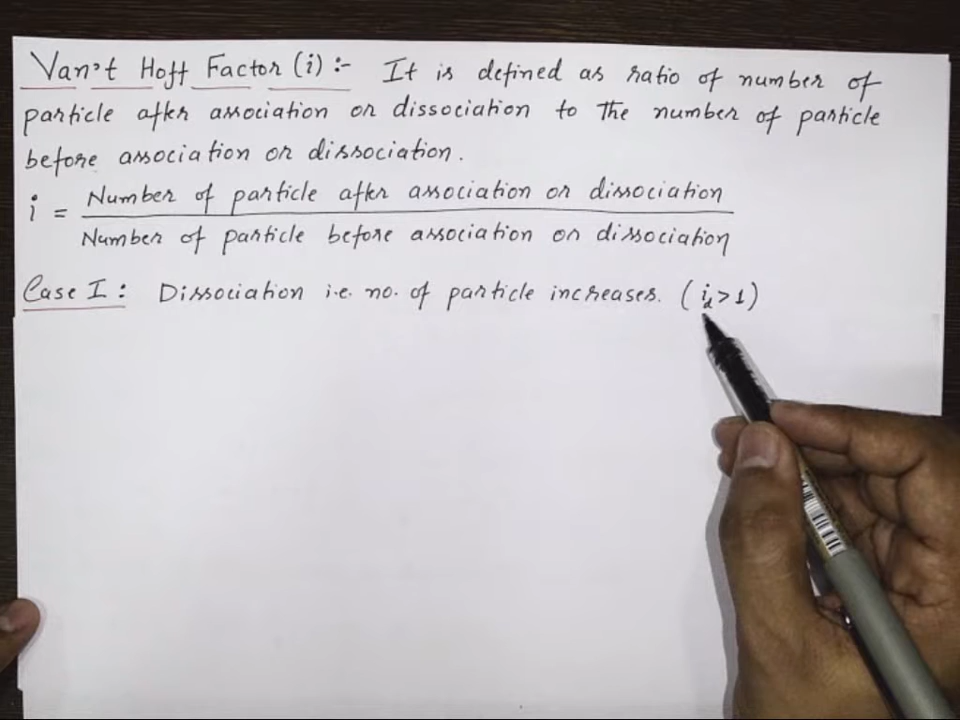 Van't Hoff Factor (i) :- It is defined as ratio of number of
particle after association or dissociation to the number of particle
before association or dissociation.
i = Number of particle after association or dissociation
Number of particle before association or dissociation
Case I : Dissociation i.e. no. of particle increases. (i_d > 1)